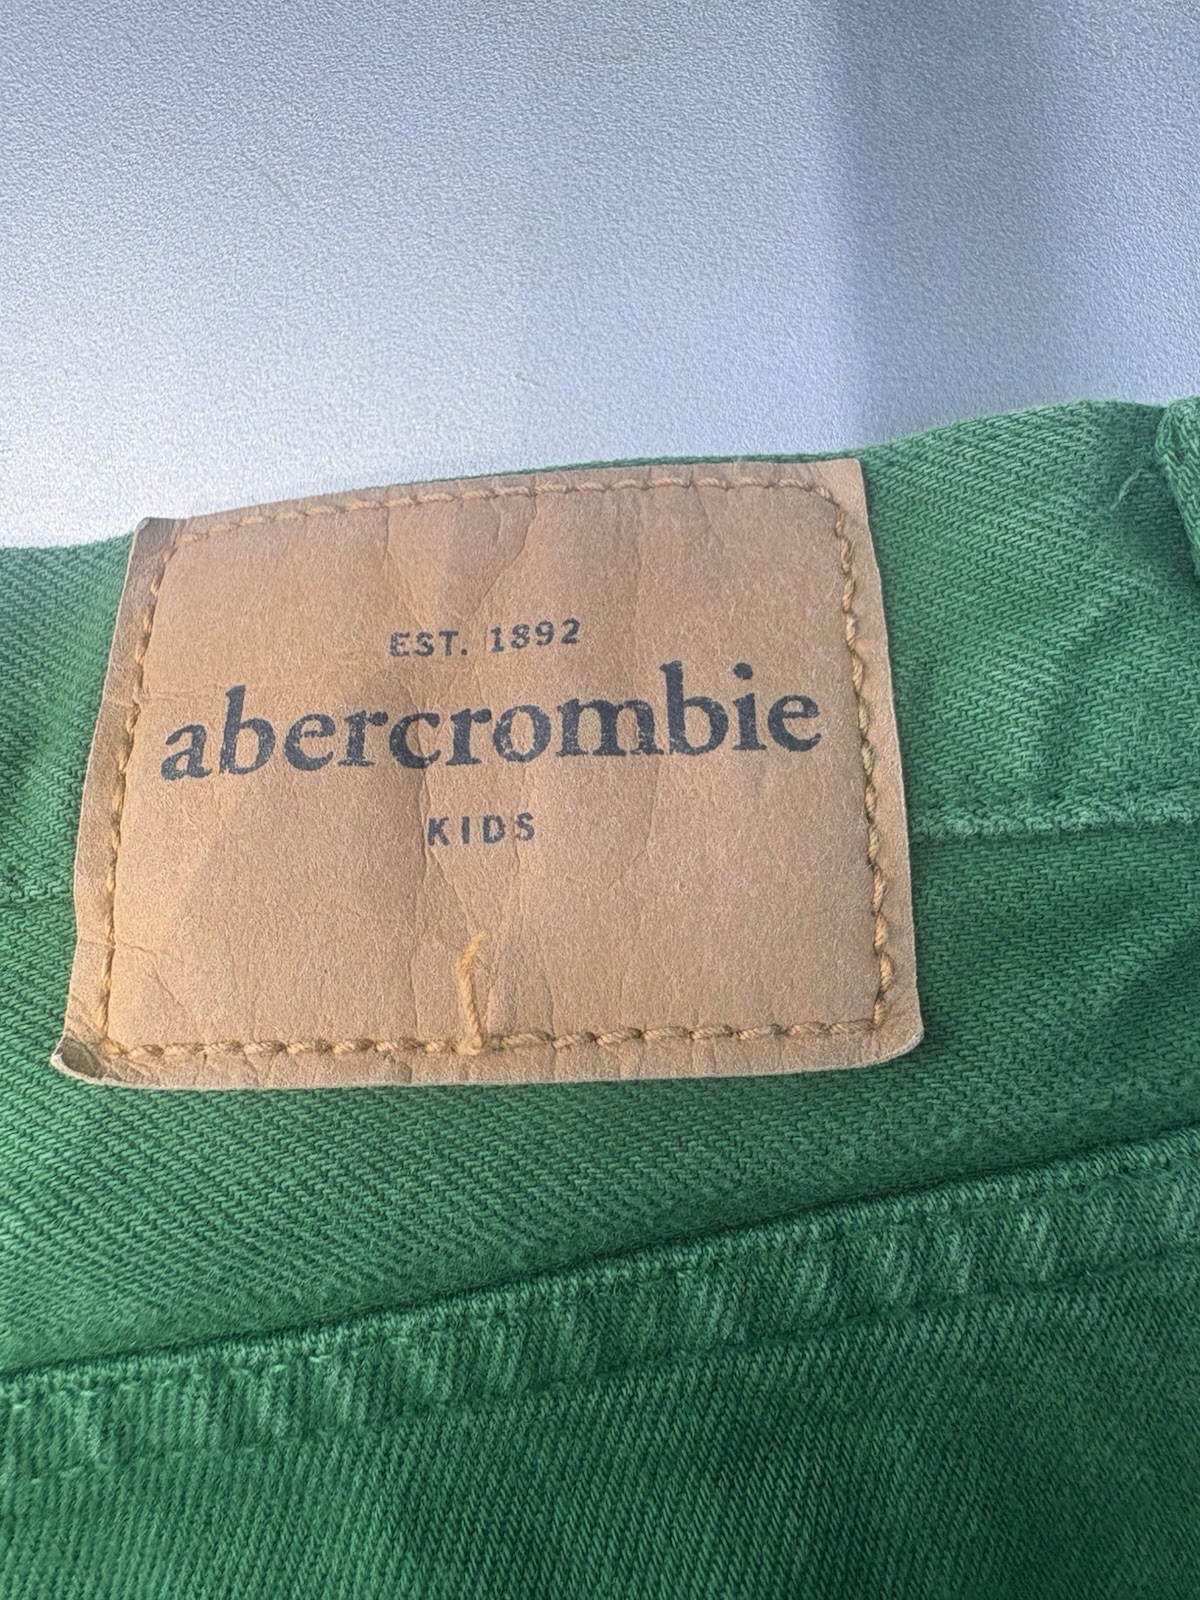 EST. 1892
abercrombie
KIDS